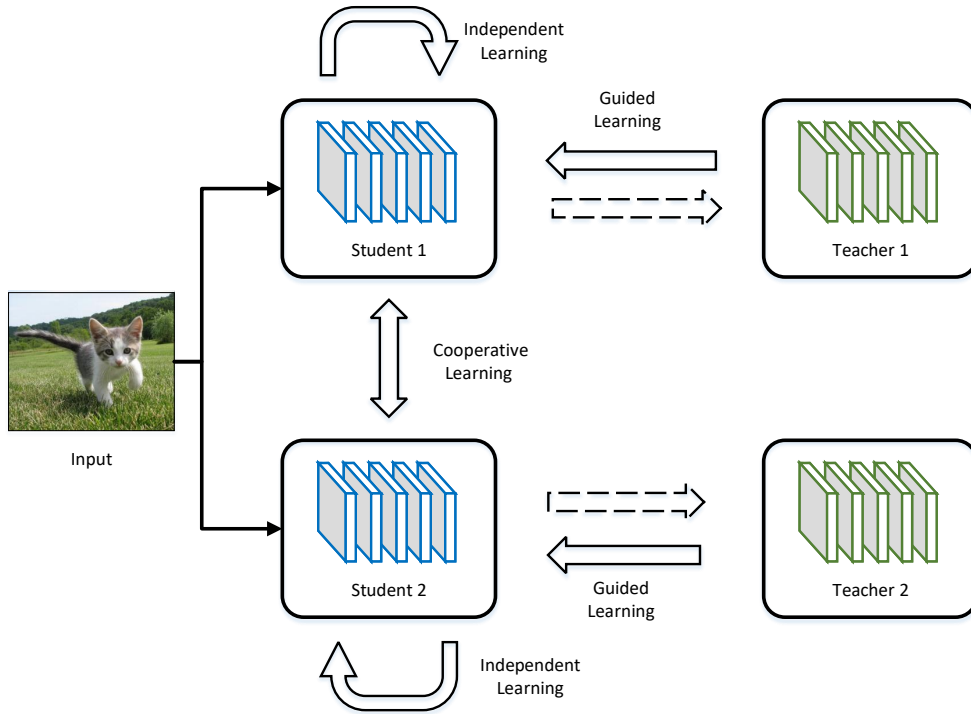 Independent
Learning
Guided
Learning
Student 1
Teacher 1
Cooperative
Learning
Input
Student 2
Guided
Learning
Teacher 2
Independent
Learning